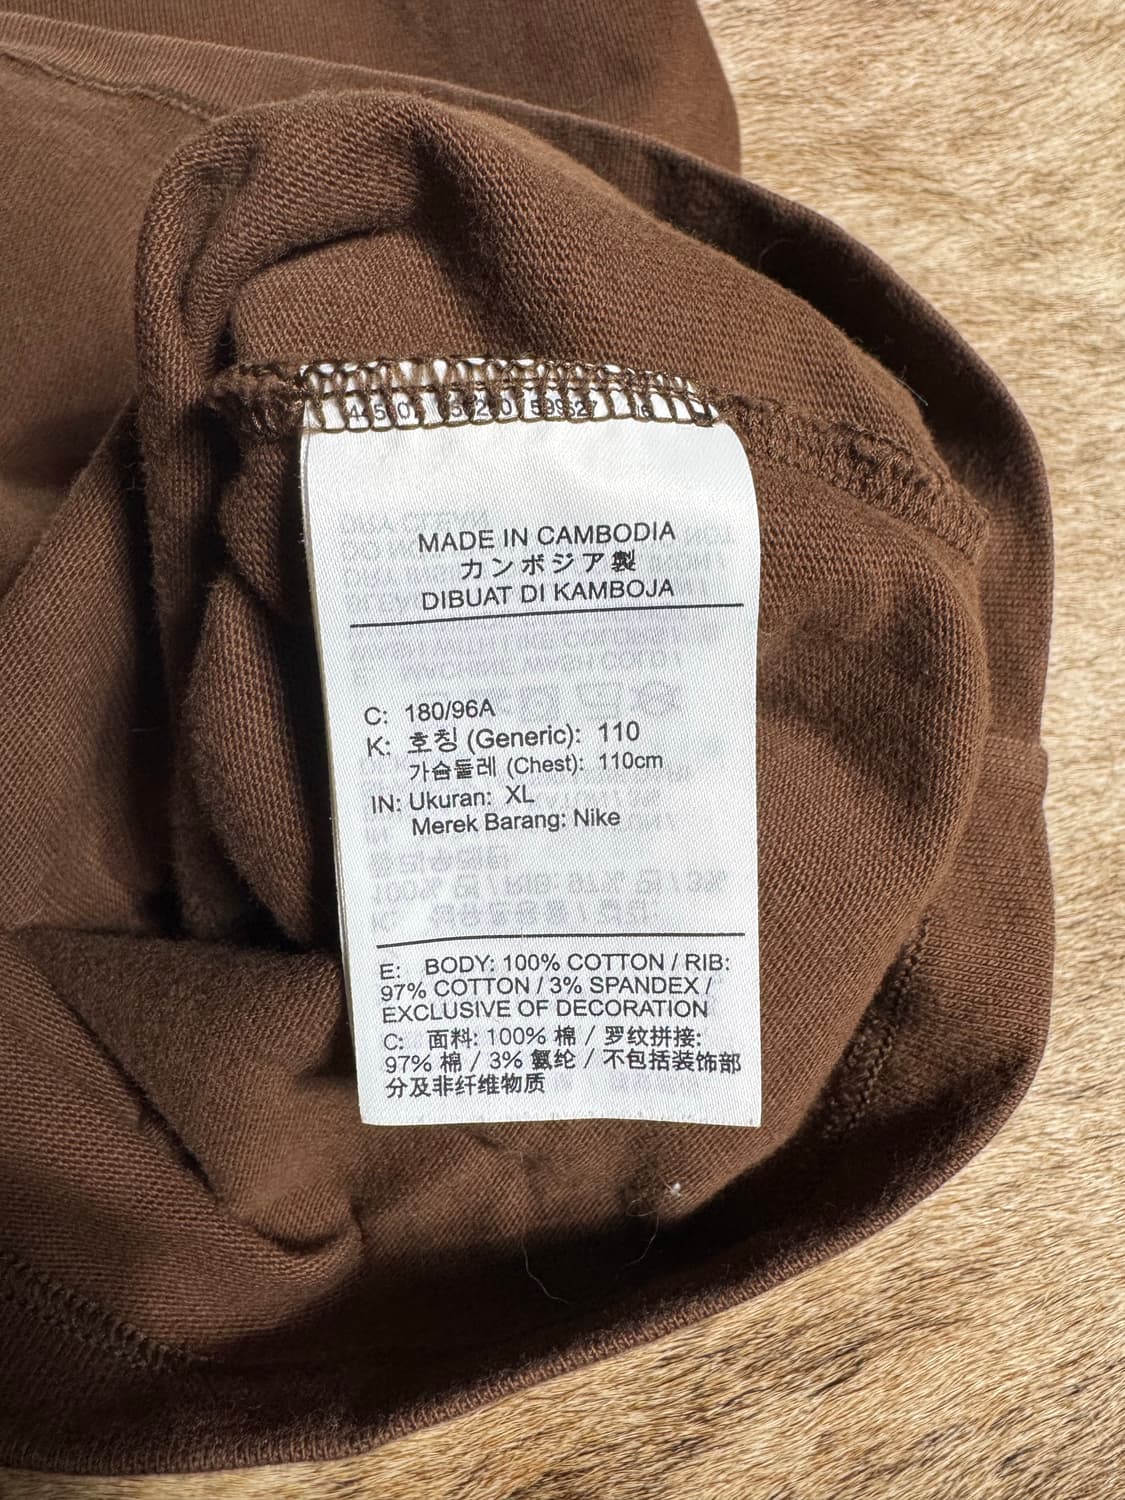 MADE IN CAMBODIA
カンボジア製
DIBUAT DI KAMBOJA
C: 180/96A
K: 호칭 (Generic): 110
가슴둘레 (Chest): 110cm
IN: Ukuran: XL
Merek Barang: Nike
E: BODY: 100% COTTON / RIB:
97% COTTON / 3% SPANDEX /
EXCLUSIVE OF DECORATION
C: 面料: 100% 棉 / 罗纹拼接:
97% 棉 / 3% 氨纶 / 不包括装饰部
分及非纤维物质